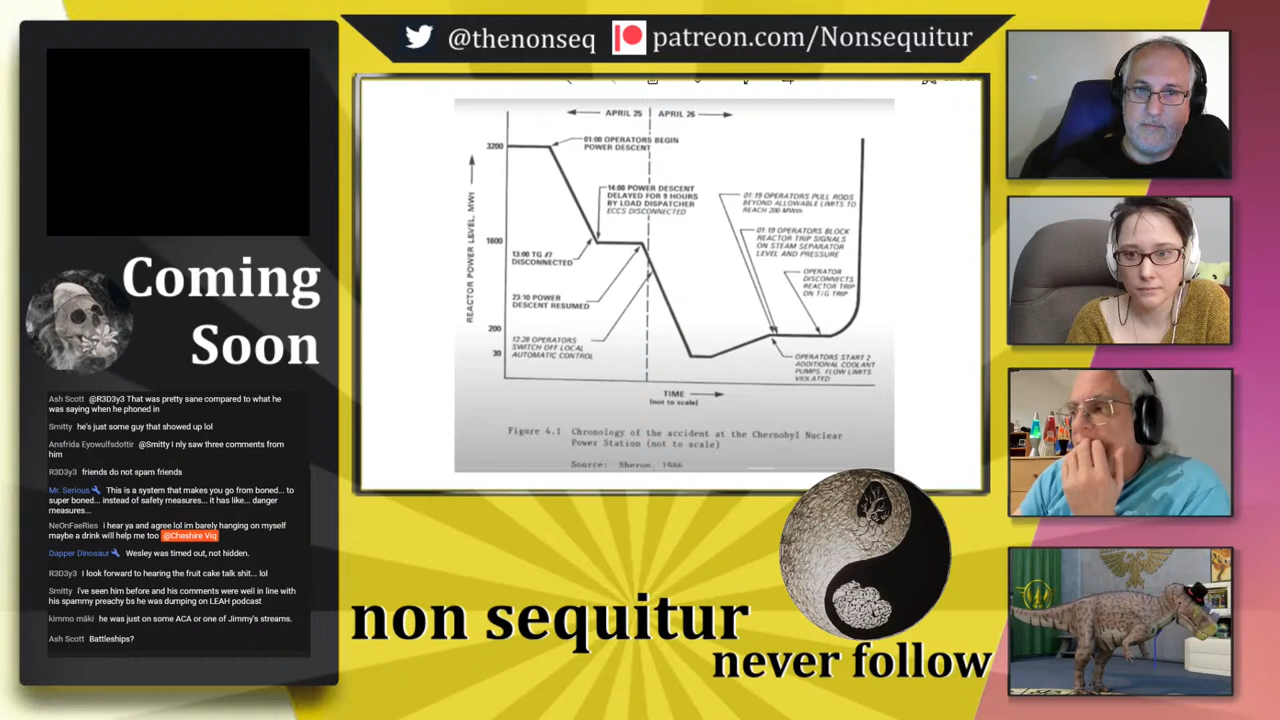 @thenonseq
patreon.com/Nonsequitur
Coming
Soon
Ash Scott @R3D3y3 That was pretty sane compared to what he
was saying when he phoned in
Smitty he's just some guy that showed up lol
Ansfrida Eyowulfsdottir @Smitty I nly saw three comments from
him
R3D3y3 friends do not spam friends
Mr. Serious This is a system that makes you go from boned... to
super boned... instead of safety measures... it has like... danger
measures...
NeOnFaeRies i hear ya and agree lol im barely hanging on myself
maybe a drink will help me too @Cheshire Viq
Dapper Dinosaur Wesley was timed out, not hidden.
R3D3y3 I look forward to hearing the fruit cake talk shit... lol
Smitty i've seen him before and his comments were well in line with
his spammy preachy bs he was dumping on LEAH podcast
kimmo mäki he was just on some ACA or one of Jimmy's streams.
Ash Scott Battleships?
APRIL 25 APRIL 26
3200
01:00 OPERATORS BEGIN
POWER DESCENT
14:00 POWER DESCENT
DELAYED FOR 9 HOURS
BY LOAD DISPATCHER
ECCS DISCONNECTED
01:19 OPERATORS PULL RODS
BEYOND ALLOWABLE LIMITS TO
REACH 200 MWth
01:19 OPERATORS BLOCK
REACTOR TRIP SIGNALS
ON STEAM SEPARATOR
LEVEL AND PRESSURE
REACTOR POWER LEVEL, MWt
1600
13:00 TG #7
DISCONNECTED
OPERATOR
DISCONNECTS
REACTOR TRIP
ON T/G TRIP
23:10 POWER
DESCENT RESUMED
200
12:28 OPERATORS
SWITCH OFF LOCAL
AUTOMATIC CONTROL
30
OPERATORS START 2
ADDITIONAL COOLANT
PUMPS. FLOW LIMITS
VIOLATED
TIME
(not to scale)
Figure 4.1 Chronology of the accident at the Chernobyl Nuclear
Power Station (not to scale)
Source: Sheron, 1986
non sequitur
never follow